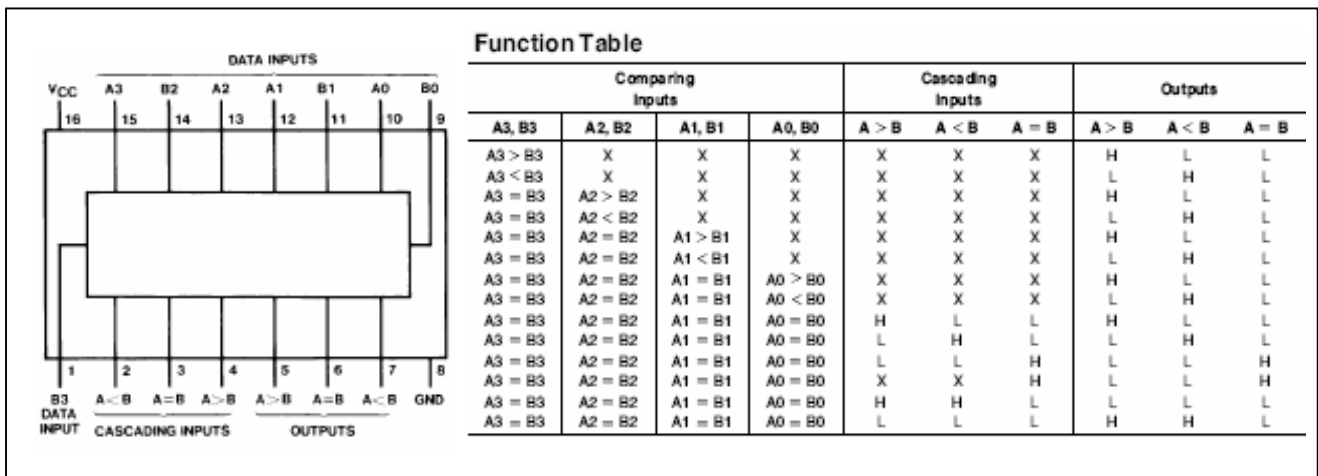 DATA INPUTS
VCC A3 B2 A2 A1 B1 A0 B0
16 15 14 13 12 11 10 9
1 2 3 4 5 6 7 8
B3 A<B A=B A>B A>B A=B A<B GND
DATA
INPUT CASCADING INPUTS OUTPUTS
Function Table
Comparing Inputs Cascading Inputs Outputs
A3, B3 A2, B2 A1, B1 A0, B0 A > B A < B A = B A > B A < B A = B
A3 > B3 X X X X X X H L L
A3 < B3 X X X X X X L H L
A3 = B3 A2 > B2 X X X X X H L L
A3 = B3 A2 < B2 X X X X X L H L
A3 = B3 A2 = B2 A1 > B1 X X X X H L L
A3 = B3 A2 = B2 A1 < B1 X X X X L H L
A3 = B3 A2 = B2 A1 = B1 A0 > B0 X X X H L L
A3 = B3 A2 = B2 A1 = B1 A0 < B0 X X X L H L
A3 = B3 A2 = B2 A1 = B1 A0 = B0 H L L H L L
A3 = B3 A2 = B2 A1 = B1 A0 = B0 L H L L H L
A3 = B3 A2 = B2 A1 = B1 A0 = B0 L L H L L H
A3 = B3 A2 = B2 A1 = B1 A0 = B0 X X H L L H
A3 = B3 A2 = B2 A1 = B1 A0 = B0 H H L L L L
A3 = B3 A2 = B2 A1 = B1 A0 = B0 L L L H H L